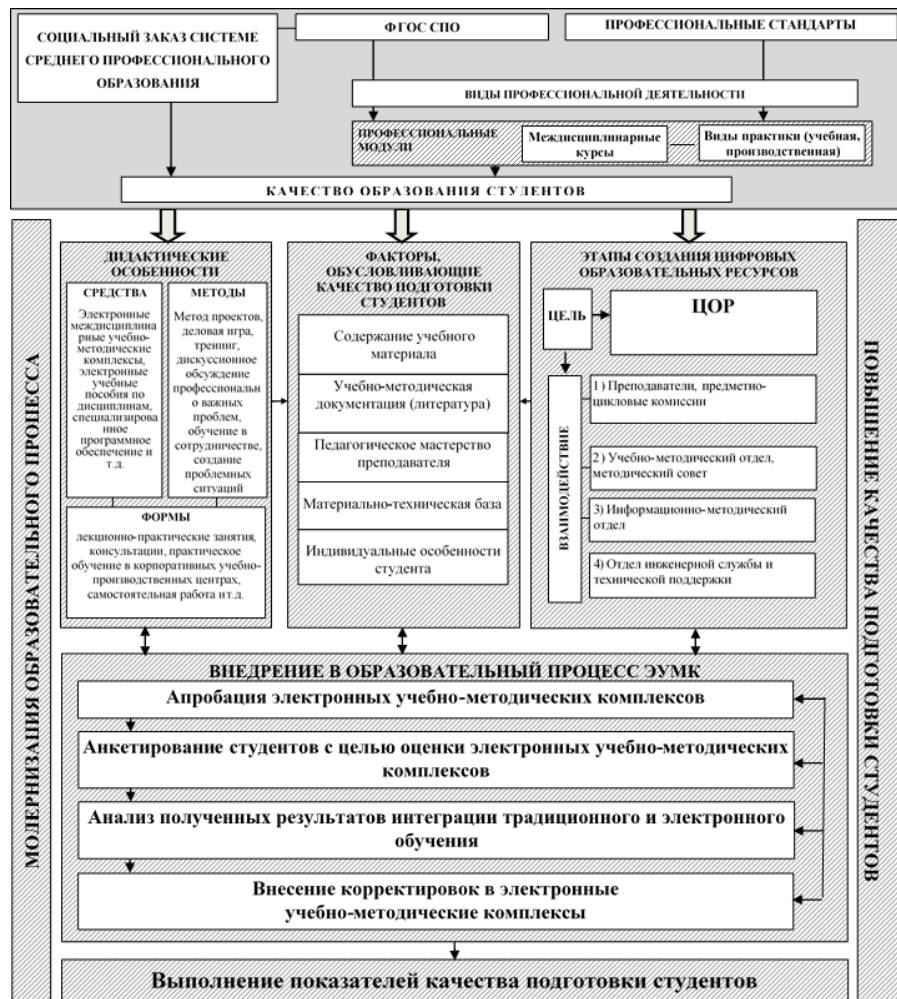 СОЦИАЛЬНЫЙ ЗАКАЗ СИСТЕМЕ
СРЕДНЕГО ПРОФЕССИОНАЛЬНОГО
ОБРАЗОВАНИЯ
ФГОС СПО
ПРОФЕССИОНАЛЬНЫЕ СТАНДАРТЫ
ВИДЫ ПРОФЕССИОНАЛЬНОЙ ДЕЯТЕЛЬНОСТИ
ПРОФЕССИОНАЛЬНЫЕ
МОДУЛИ
Междисциплинарные
курсы
Виды практики (учебная,
производственная)
КАЧЕСТВО ОБРАЗОВАНИЯ СТУДЕНТОВ
МОДЕРНИЗАЦИЯ ОБРАЗОВАТЕЛЬНОГО ПРОЦЕССА
ДИДАКТИЧЕСКИЕ
ОСОБЕННОСТИ
СРЕДСТВА
Электронные
междисциплина
рные учебно-
методические
комплексы,
электронные
учебные
пособия по
дисциплинам,
специализирова
нное
программное
обеспечение и
т.д.
МЕТОДЫ
Метод проектов,
деловая игра,
тренинг,
дискуссионное
обсуждение
профессиональн
о важных
проблем,
обучение в
сотрудничестве,
создание
проблемных
ситуаций
ФОРМЫ
лекционно-практические занятия,
консультации, практическое
обучение в корпоративных учебно-
производственных центрах,
самостоятельная работа ит.д.
ФАКТОРЫ,
ОБУСЛОВЛИВАЮЩИЕ
КАЧЕСТВО ПОДГОТОВКИ
СТУДЕНТОВ
Содержание учебного
материала
Учебно-методическая
документация (литература)
Педагогическое мастерство
преподавателя
Материально-техническая база
Индивидуальные особенности
студента
ЭТАПЫ СОЗДАНИЯ ЦИФРОВЫХ
ОБРАЗОВАТЕЛЬНЫХ РЕСУРСОВ
ЦЕЛЬ
ЦОР
ВЗАИМОДЕЙСТВИЕ
1) Преподаватели, предметно-
цикловые комиссии
2) Учебно-методический отдел,
методический совет
3) Информационно-методический
отдел
4) Отдел инженерной службы и
технической поддержки
ПОВЫШЕНИЕ КАЧЕСТВА ПОДГОТОВКИ СТУДЕНТОВ
ВНЕДРЕНИЕ В ОБРАЗОВАТЕЛЬНЫЙ ПРОЦЕСС ЭУМК
Апробация электронных учебно-методических комплексов
Анкетирование студентов с целью оценки электронных учебно-методических
комплексов
Анализ полученных результатов интеграции традиционного и электронного
обучения
Внесение корректировок в электронные
учебно-методические комплексы
Выполнение показателей качества подготовки студентов